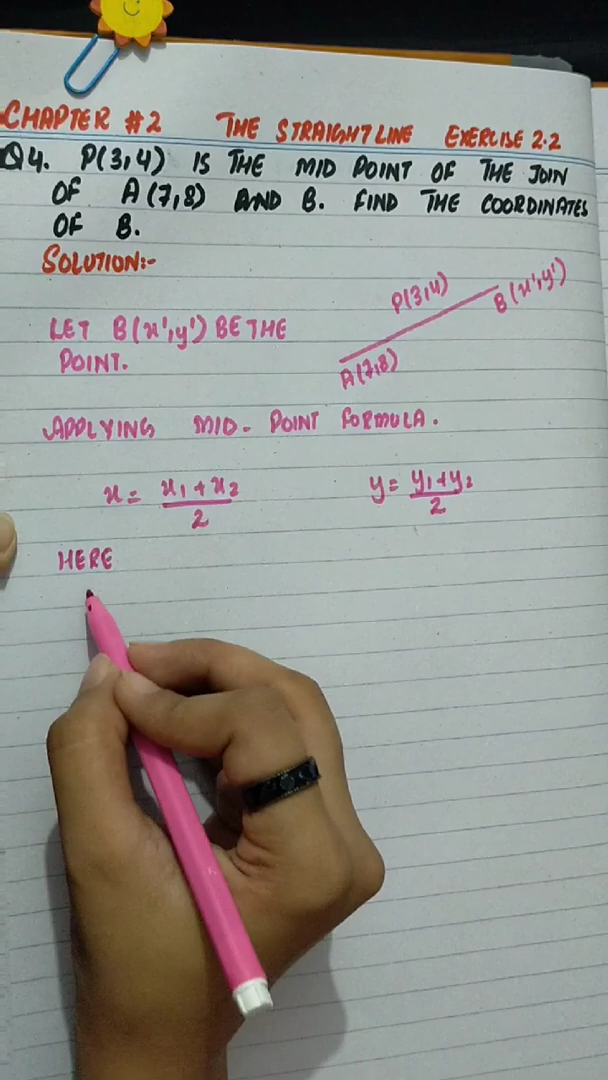 CHAPTER #2 THE STRAIGHT LINE EXERCISE 2.2
Q4. P(3,4) IS THE MID POINT OF THE JOIN
OF A(7,8) AND B. FIND THE COORDINATES
OF B.
SOLUTION:-
P(3,4)
B(x',y')
A(7,8)
LET B(x',y') BE THE
POINT.
APPLYING MID-POINT FORMULA.
x = x₁+x₂/2 y = y₁+y₂/2
HERE